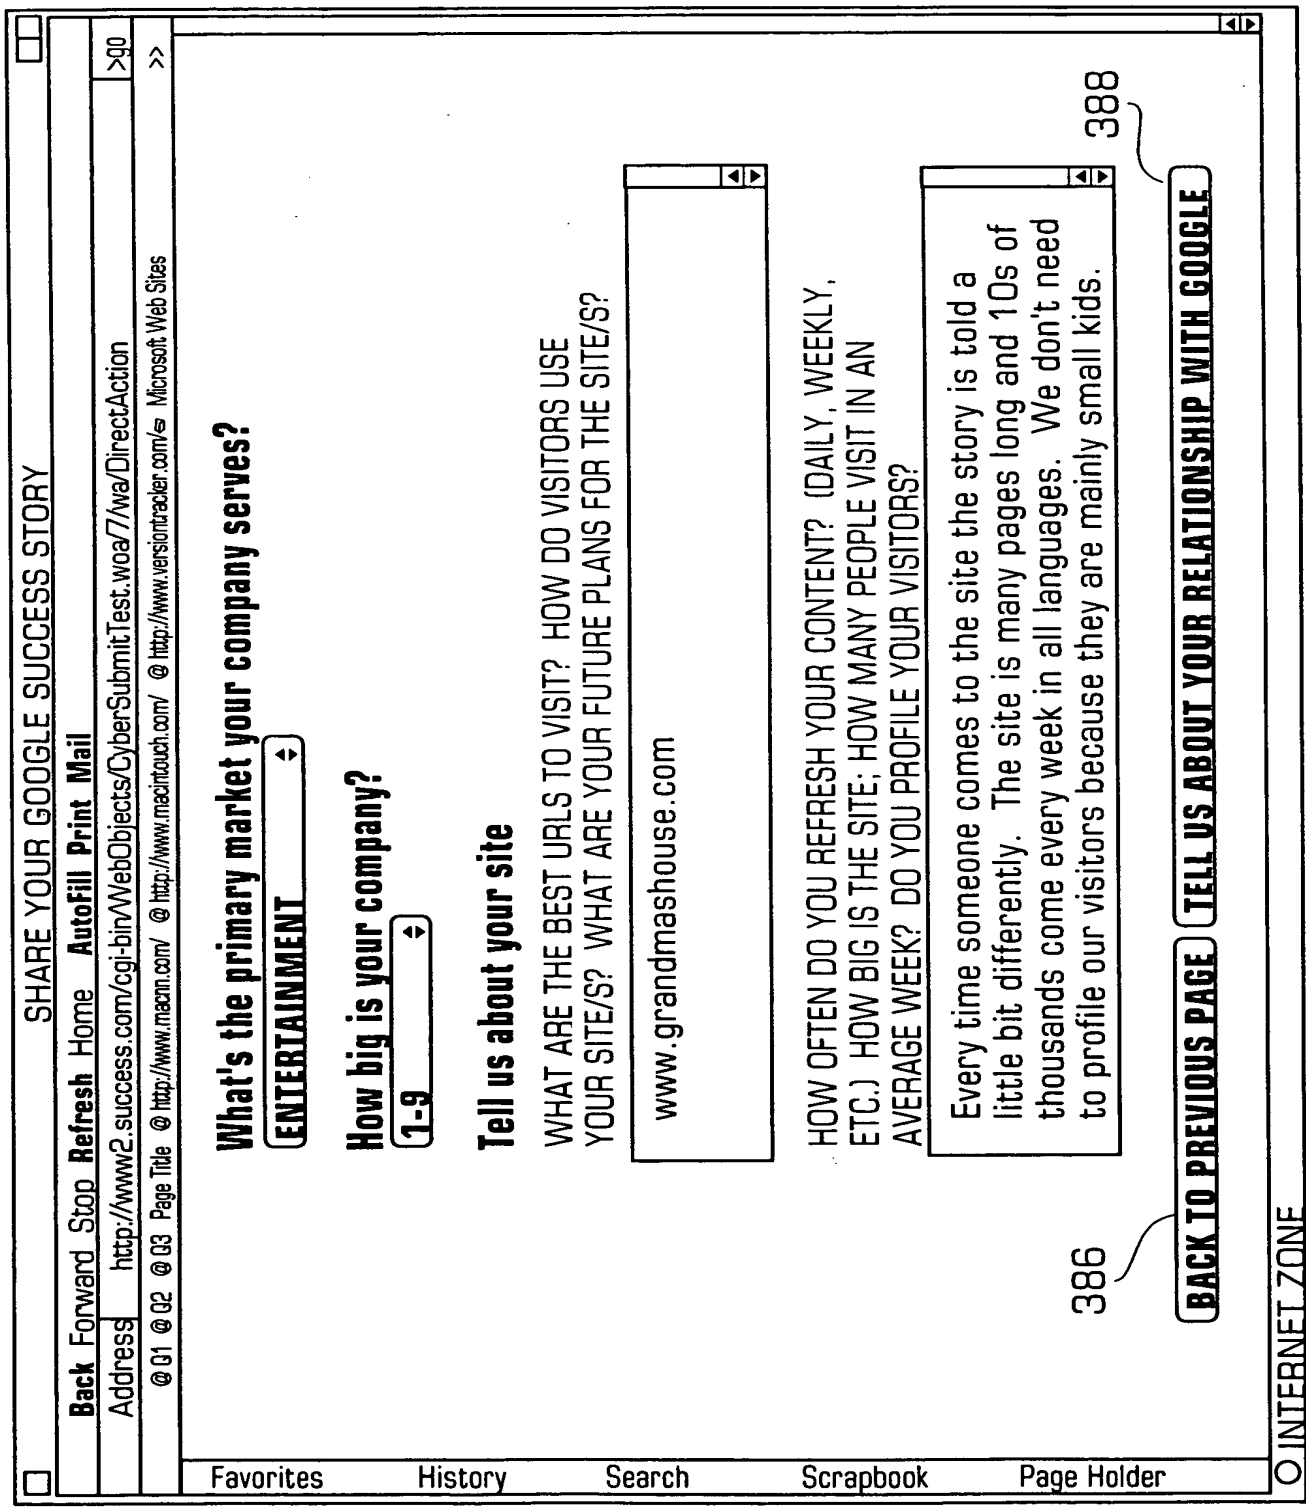 SHARE YOUR GOOGLE SUCCESS STORY
Back Forward Stop Refresh Home AutoFill Print Mail
Address http://www2.success.com/cgi-bin/WebObjects/CyberSubmitTest.woa/7/wa/DirectAction >go
@ Q1 @ Q2 @ Q3 Page Title @ http://www.macnn.com/ @ http://www.macintouch.com/ @ http://www.versiontracker.com/ Microsoft Web Sites >>
Favorites
History
Search
Scrapbook
Page Holder
What's the primary market your company serves?
ENTERTAINMENT
How big is your company?
1-9
Tell us about your site
WHAT ARE THE BEST URLS TO VISIT? HOW DO VISITORS USE
YOUR SITE/S? WHAT ARE YOUR FUTURE PLANS FOR THE SITE/S?
www.grandmashouse.com
HOW OFTEN DO YOU REFRESH YOUR CONTENT? (DAILY, WEEKLY,
ETC.) HOW BIG IS THE SITE; HOW MANY PEOPLE VISIT IN AN
AVERAGE WEEK? DO YOU PROFILE YOUR VISITORS?
Every time someone comes to the site the story is told a
little bit differently. The site is many pages long and 10s of
thousands come every week in all languages. We don't need
to profile our visitors because they are mainly small kids.
386
388
BACK TO PREVIOUS PAGE TELL US ABOUT YOUR RELATIONSHIP WITH GOOGLE
INTERNET ZONE